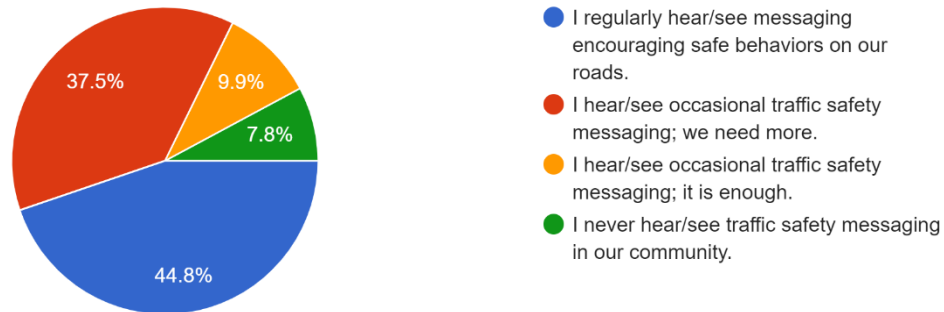 37.5%
9.9%
7.8%
44.8%
I regularly hear/see messaging
encouraging safe behaviors on our
roads.
I hear/see occasional traffic safety
messaging; we need more.
I hear/see occasional traffic safety
messaging; it is enough.
I never hear/see traffic safety messaging
in our community.